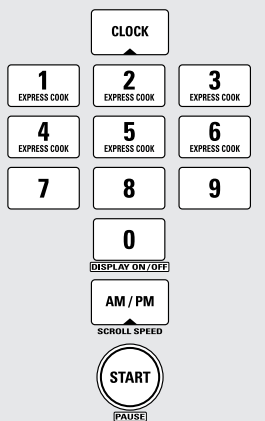 CLOCK
1 2 3
EXPRESS COOK EXPRESS COOK EXPRESS COOK
4 5 6
EXPRESS COOK EXPRESS COOK EXPRESS COOK
7 8 9
0
DISPLAY ON/OFF
AM / PM
SCROLL SPEED
START
PAUSE